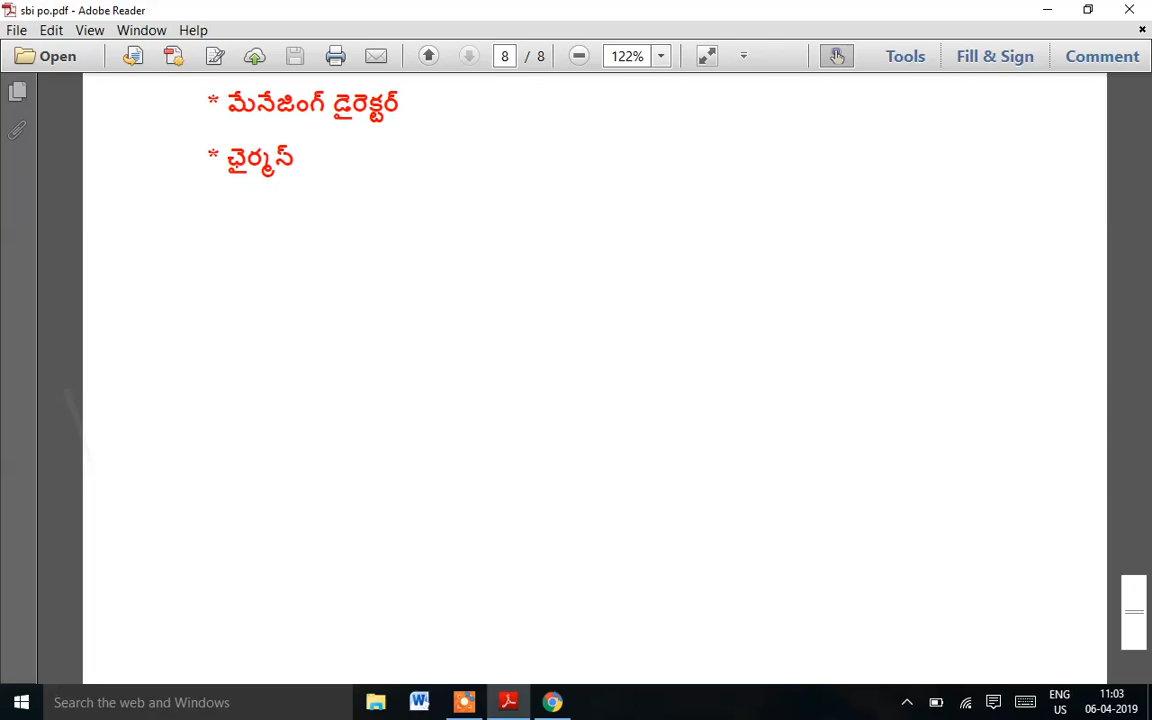 sbi po.pdf - Adobe Reader
File Edit View Window Help
Open 8 / 8 122% Tools Fill & Sign Comment
* మేనేజింగ్ డైరెక్టర్
* ఛైర్మస్
Search the web and Windows
ENG 11:03
US 06-04-2019